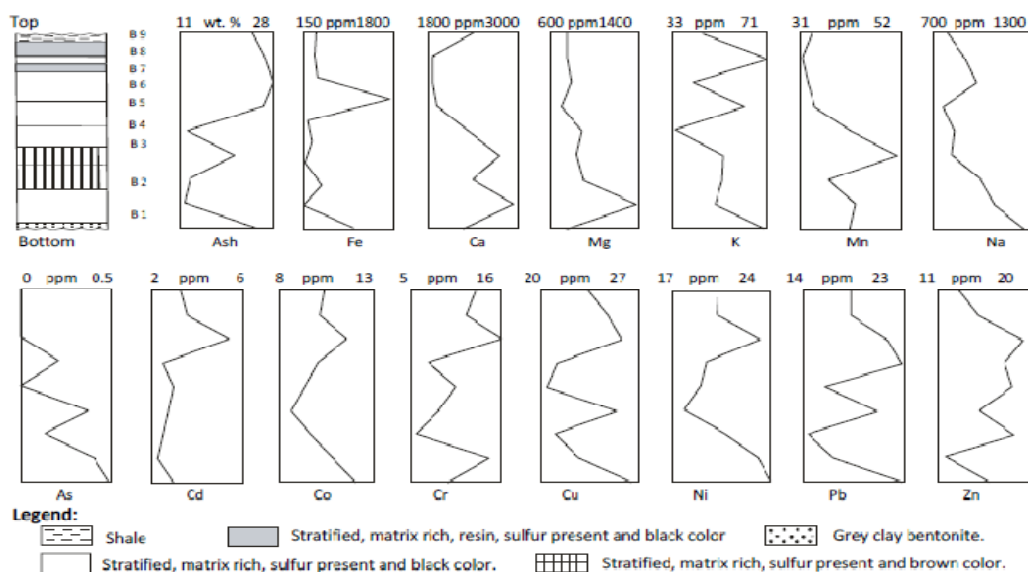 Top 11 wt. % 28 150 ppm1800 1800 ppm3000 600 ppm1400 33 ppm 71 31 ppm 52 700 ppm 1300
B 9
B 8
B 7
B 6
B 5
B 4
B 3
B 2
B 1
Bottom Ash Fe Ca Mg K Mn Na
0 ppm 0.5 2 ppm 6 8 ppm 13 5 ppm 16 20 ppm 27 17 ppm 24 14 ppm 23 11 ppm 20
As Cd Co Cr Cu Ni Pb Zn
Legend:
Shale Stratified, matrix rich, resin, sulfur present and black color Grey clay bentonite.
Stratified, matrix rich, sulfur present and black color. Stratified, matrix rich, sulfur present and brown color.